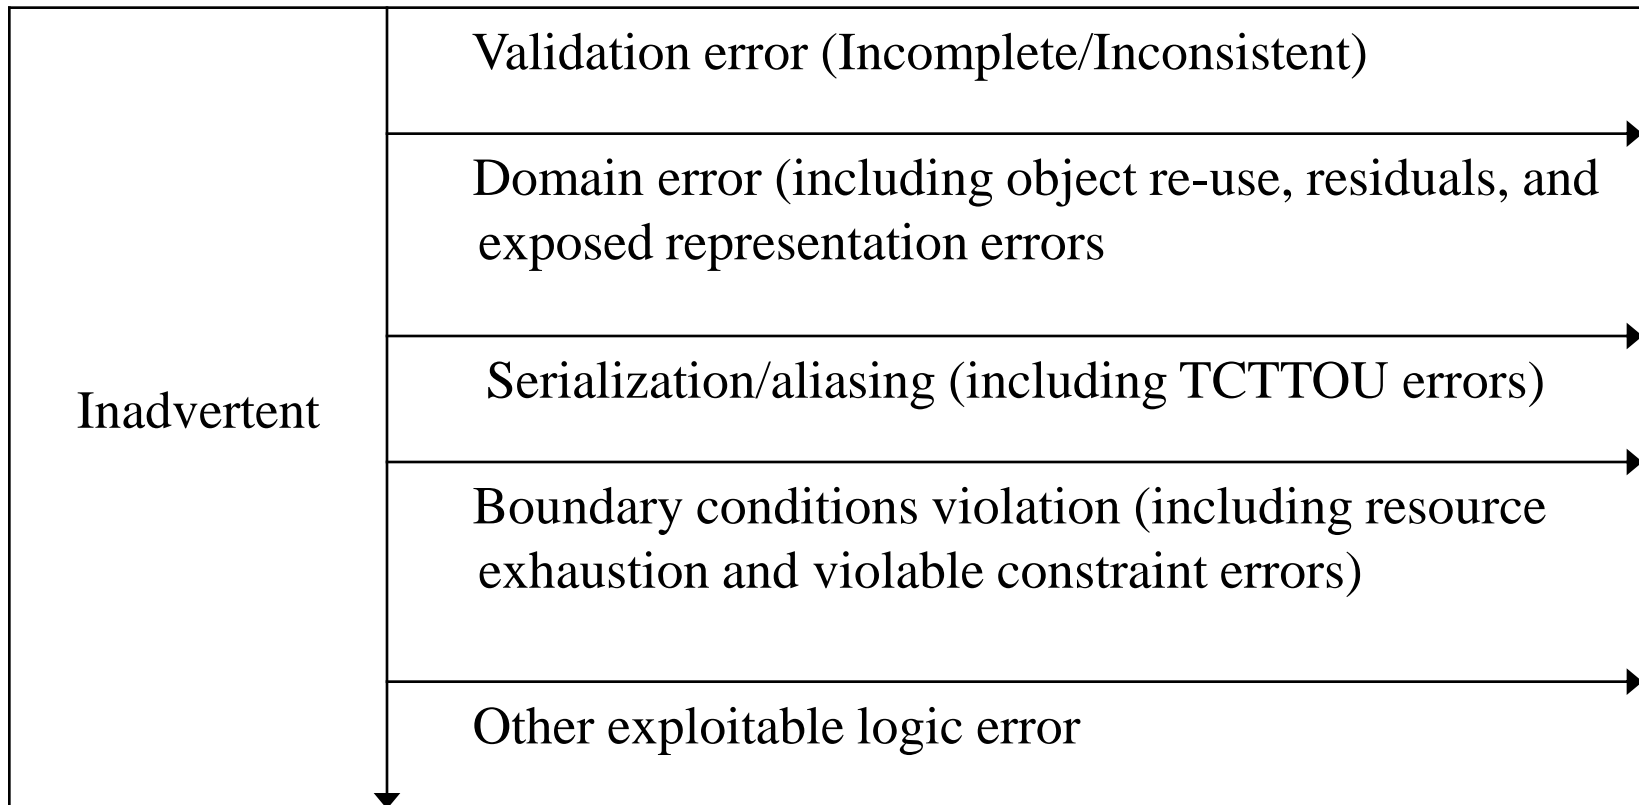 Validation error (Incomplete/Inconsistent)
Domain error (including object re-use, residuals, and
exposed representation errors
Serialization/aliasing (including TCTTOU errors)
Inadvertent
Boundary conditions violation (including resource
exhaustion and violable constraint errors)
Other exploitable logic error